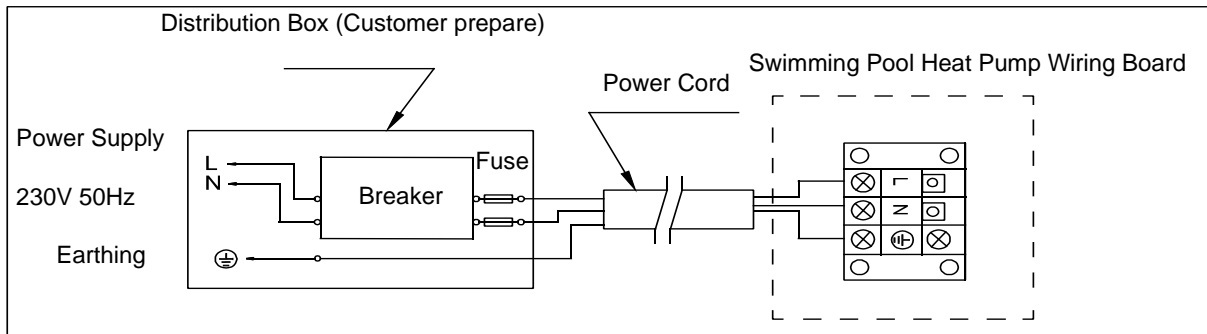 Distribution Box (Customer prepare)
Swimming Pool Heat Pump Wiring Board
Power Cord
Power Supply
Fuse
L
N
230V 50Hz
Breaker
Earthing
L
N